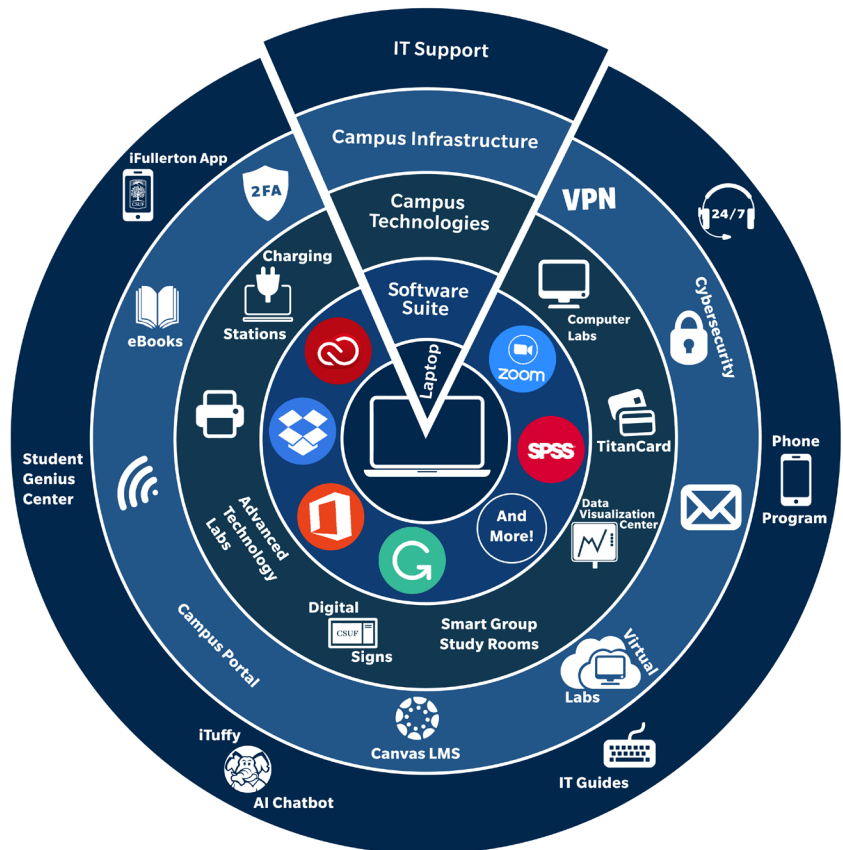 IT Support
Campus Infrastructure
Campus
Technologies
Software
Suite
Laptop
iFullerton App
CSUF
2FA
VPN
24/7
Charging
Stations
eBooks
Computer
Labs
Cybersecurity
zoom
SPSS
TitanCard
Student
Genius
Center
Phone
Program
And
More!
Data
Visualization
Center
Advanced
Technology
Labs
Digital
CSUF
Signs
Smart Group
Study Rooms
Campus Portal
Virtual
Labs
Canvas LMS
iTuffy
AI Chatbot
IT Guides